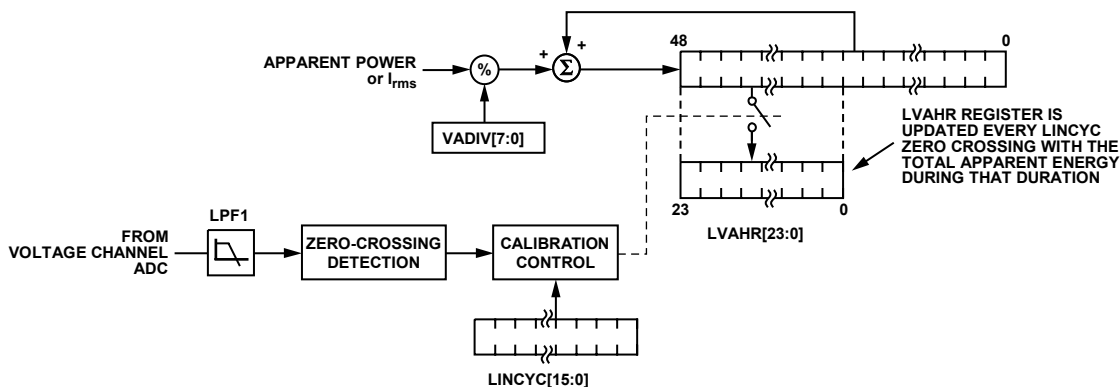 48
0
+
+
APPARENT POWER
or Irms
%
Σ
VADIV[7:0]
LVAHR REGISTER IS
UPDATED EVERY LINCYC
ZERO CROSSING WITH THE
TOTAL APPARENT ENERGY
DURING THAT DURATION
23
0
LVAHR[23:0]
LPF1
FROM
VOLTAGE CHANNEL
ADC
ZERO-CROSSING
DETECTION
CALIBRATION
CONTROL
LINCYC[15:0]